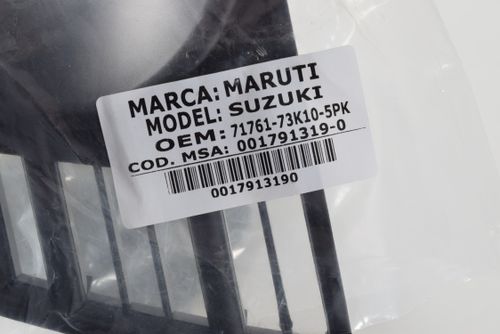 MARCA: MARUTI
MODEL: SUZUKI
OEM: 71761-73K10-5PK
COD. MSA: 001791319-0
0017913190